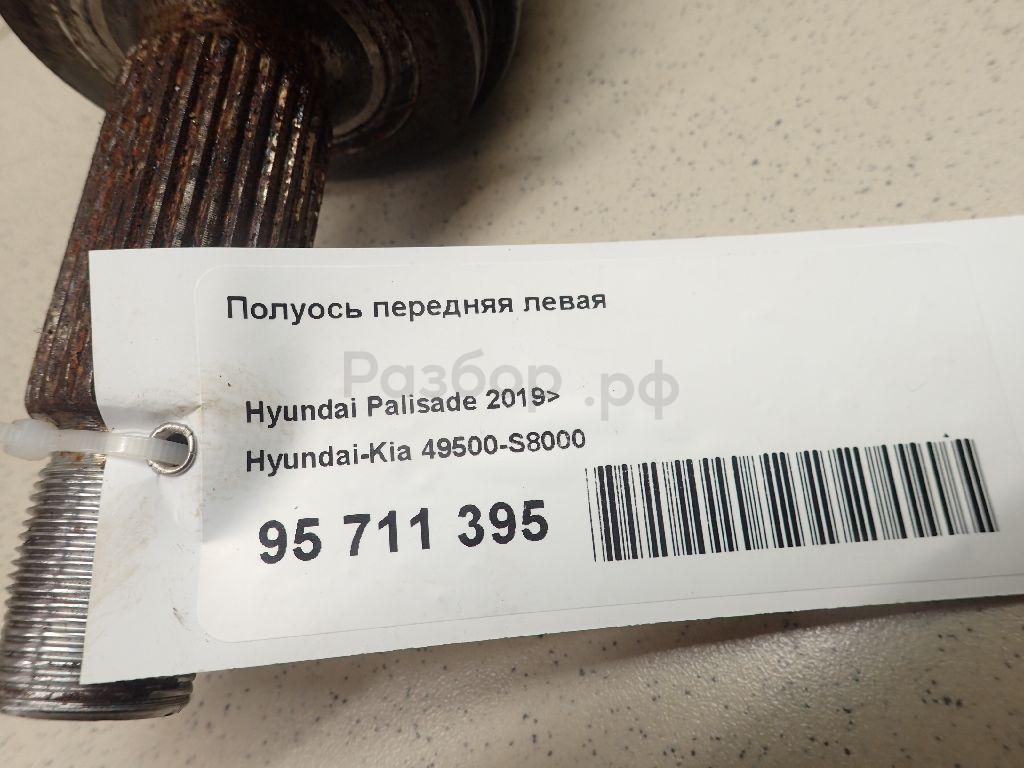 Полуось передняя левая
Разбор.рф
Hyundai Palisade 2019>
Hyundai-Kia 49500-S8000
95 711 395